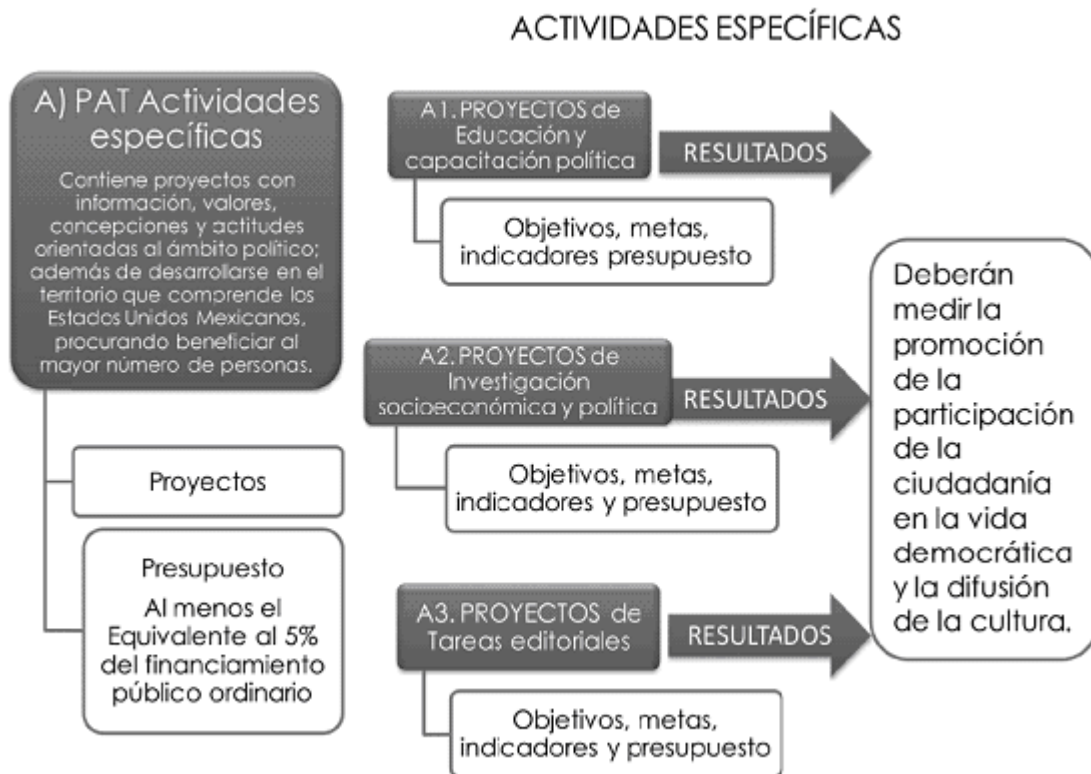 ACTIVIDADES ESPECÍFICAS
A) PAT Actividades
específicas
Contiene proyectos con
información, valores,
concepciones y actitudes
orientadas al ámbito político;
además de desarrollarse en el
territorio que comprende los
Estados Unidos Mexicanos,
procurando beneficiar al
mayor número de personas.
Proyectos
Presupuesto
Al menos el
Equivalente al 5%
del financiamiento
público ordinario
A1. PROYECTOS de
Educación y
capacitación política
RESULTADOS
Objetivos, metas,
indicadores presupuesto
A2. PROYECTOS de
Investigación
socioeconómica y política
RESULTADOS
Objetivos, metas,
indicadores y presupuesto
A3. PROYECTOS de
Tareas editoriales
RESULTADOS
Objetivos, metas,
indicadores y presupuesto
Deberán
medir la
promoción
de la
participación
de la
ciudadanía
en la vida
democrática
y la difusión
de la cultura.